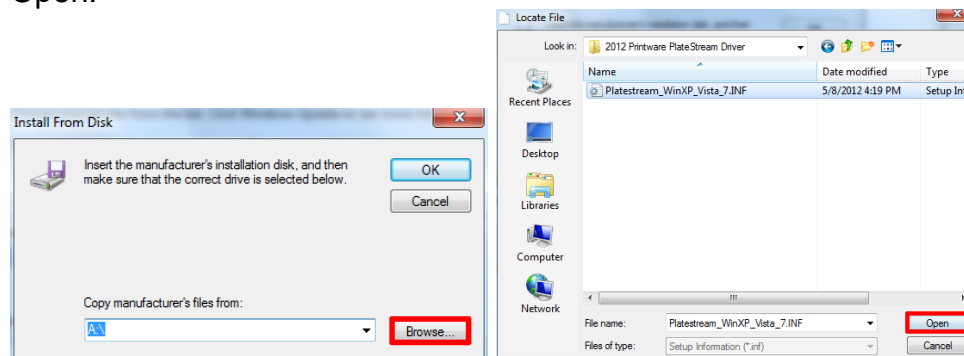 Open.
Install From Disk
Insert the manufacturer's installation disk, and then
make sure that the correct drive is selected below.
OK
Cancel
Copy manufacturer's files from:
A:\
Browse...
Locate File
Look in:
2012 Printware PlateStream Driver
Name
Date modified
Type
Platestream_WinXP_Vista_7.INF
5/8/2012 4:19 PM
Setup Inf
Recent Places
Desktop
Libraries
Computer
Network
File name:
Platestream_WinXP_Vista_7.INF
Open
Files of type:
Setup Information (*.inf)
Cancel